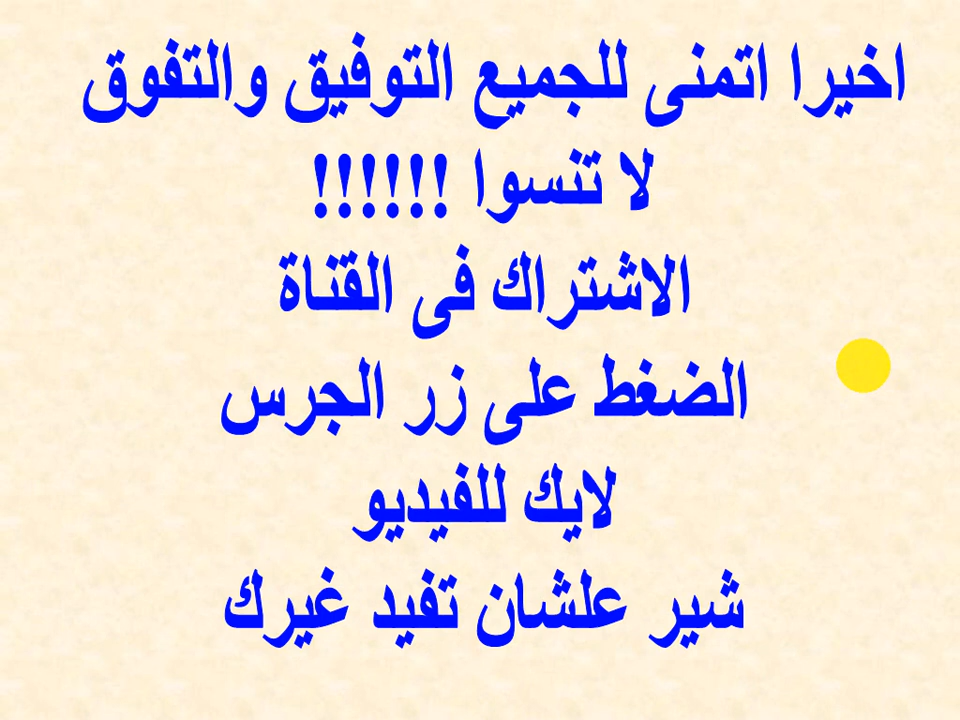 اخيرا اتمنى للجميع التوفيق والتفوق
لا تنسوا !!!!!!
الاشتراك فى القناة
الضغط على زر الجرس
لايك للفيديو
شير علشان تفيد غيرك